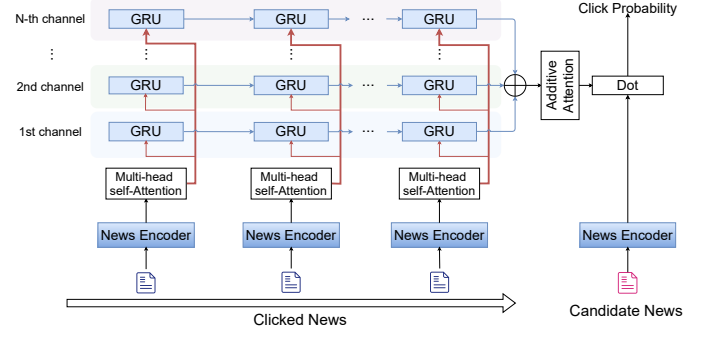 Click Probability
N-th channel
GRU
GRU
...
GRU
...
...
...
...
2nd channel
GRU
GRU
...
GRU
Additive
Attention
Dot
1st channel
GRU
GRU
...
GRU
Multi-head
self-Attention
Multi-head
self-Attention
Multi-head
self-Attention
News Encoder
News Encoder
News Encoder
News Encoder
Clicked News
Candidate News